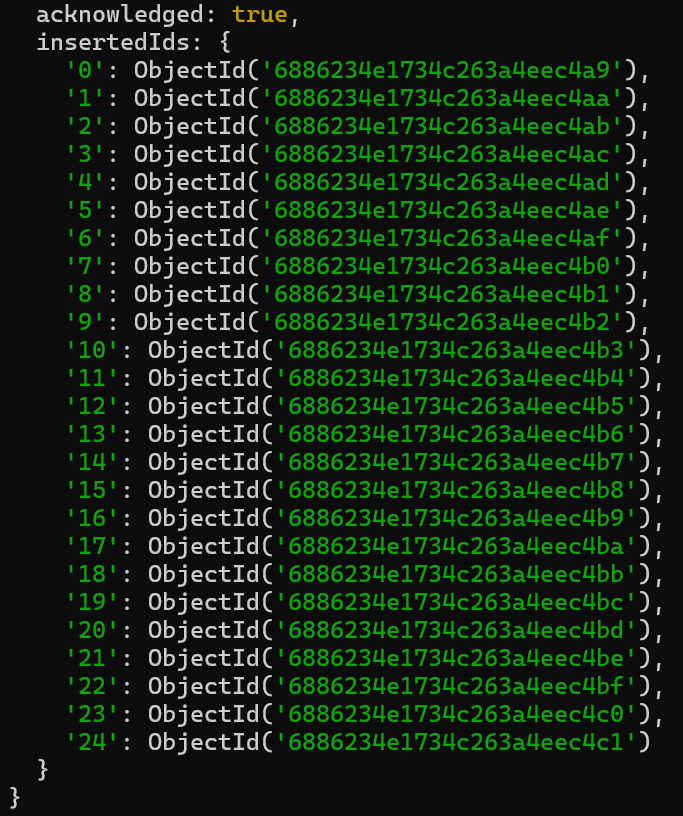 acknowledged: true,
insertedIds: {
'0': ObjectId('6886234e1734c263a4eec4a9'),
'1': ObjectId('6886234e1734c263a4eec4aa'),
'2': ObjectId('6886234e1734c263a4eec4ab'),
'3': ObjectId('6886234e1734c263a4eec4ac'),
'4': ObjectId('6886234e1734c263a4eec4ad'),
'5': ObjectId('6886234e1734c263a4eec4ae'),
'6': ObjectId('6886234e1734c263a4eec4af'),
'7': ObjectId('6886234e1734c263a4eec4b0'),
'8': ObjectId('6886234e1734c263a4eec4b1'),
'9': ObjectId('6886234e1734c263a4eec4b2'),
'10': ObjectId('6886234e1734c263a4eec4b3'),
'11': ObjectId('6886234e1734c263a4eec4b4'),
'12': ObjectId('6886234e1734c263a4eec4b5'),
'13': ObjectId('6886234e1734c263a4eec4b6'),
'14': ObjectId('6886234e1734c263a4eec4b7'),
'15': ObjectId('6886234e1734c263a4eec4b8'),
'16': ObjectId('6886234e1734c263a4eec4b9'),
'17': ObjectId('6886234e1734c263a4eec4ba'),
'18': ObjectId('6886234e1734c263a4eec4bb'),
'19': ObjectId('6886234e1734c263a4eec4bc'),
'20': ObjectId('6886234e1734c263a4eec4bd'),
'21': ObjectId('6886234e1734c263a4eec4be'),
'22': ObjectId('6886234e1734c263a4eec4bf'),
'23': ObjectId('6886234e1734c263a4eec4c0'),
'24': ObjectId('6886234e1734c263a4eec4c1')
}
}